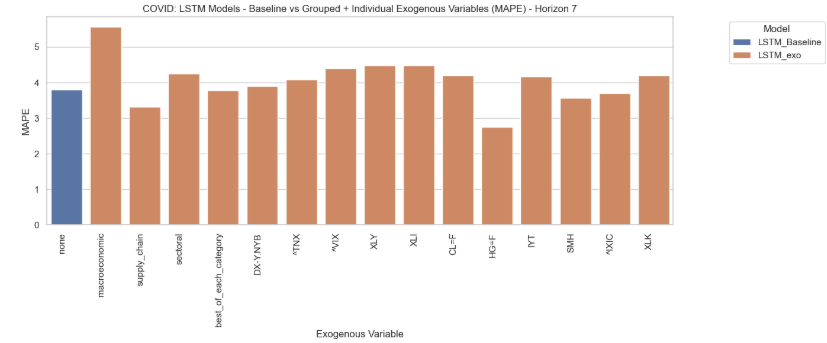 COVID: LSTM Models - Baseline vs Grouped + Individual Exogenous Variables (MAPE) - Horizon 7
Model
LSTM_Baseline
LSTM_exo
MAPE
5
4
3
2
1
0
none
macroeconomic
supply_chain
sectoral
best_of_each_category
DX-Y.NYB
^TNX
^VIX
XLY
XLI
CL=F
HG=F
IYT
SMH
^IXIC
XLK
Exogenous Variable